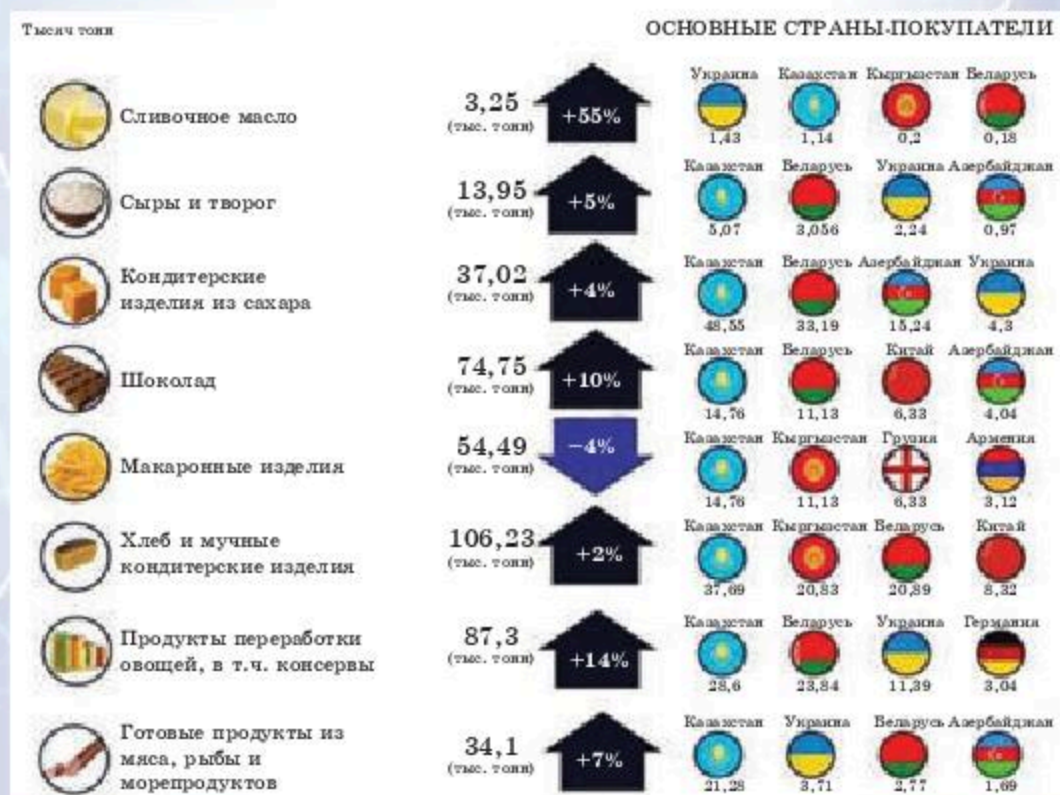 Тысяч тонн
ОСНОВНЫЕ СТРАНЫ-ПОКУПАТЕЛИ
Сливочное масло
3,25
(тыс. тонн)
+55%
Украина Казахстан Кыргызстан Беларусь
1,43 1,14 0,2 0,18
Сыры и творог
13,95
(тыс. тонн)
+5%
Казахстан Беларусь Украина Азербайджан
5,07 3,056 2,24 0,97
Кондитерские
изделия из сахара
37,02
(тыс. тонн)
+4%
Казахстан Беларусь Азербайджан Украина
48,55 33,19 15,24 4,3
Шоколад
74,75
(тыс. тонн)
+10%
Казахстан Беларусь Китай Азербайджан
14,76 11,13 6,33 4,04
Макаронные изделия
54,49
(тыс. тонн)
−4%
Казахстан Кыргызстан Грузия Армения
14,76 11,13 6,33 3,12
Хлеб и мучные
кондитерские изделия
106,23
(тыс. тонн)
+2%
Казахстан Кыргызстан Беларусь Китай
37,69 20,83 20,89 8,32
Продукты переработки
овощей, в т.ч. консервы
87,3
(тыс. тонн)
+14%
Казахстан Беларусь Украина Германия
28,6 23,84 11,39 3,04
Готовые продукты из
мяса, рыбы и
морепродуктов
34,1
(тыс. тонн)
+7%
Казахстан Украина Беларусь Азербайджан
21,28 3,71 2,77 1,69